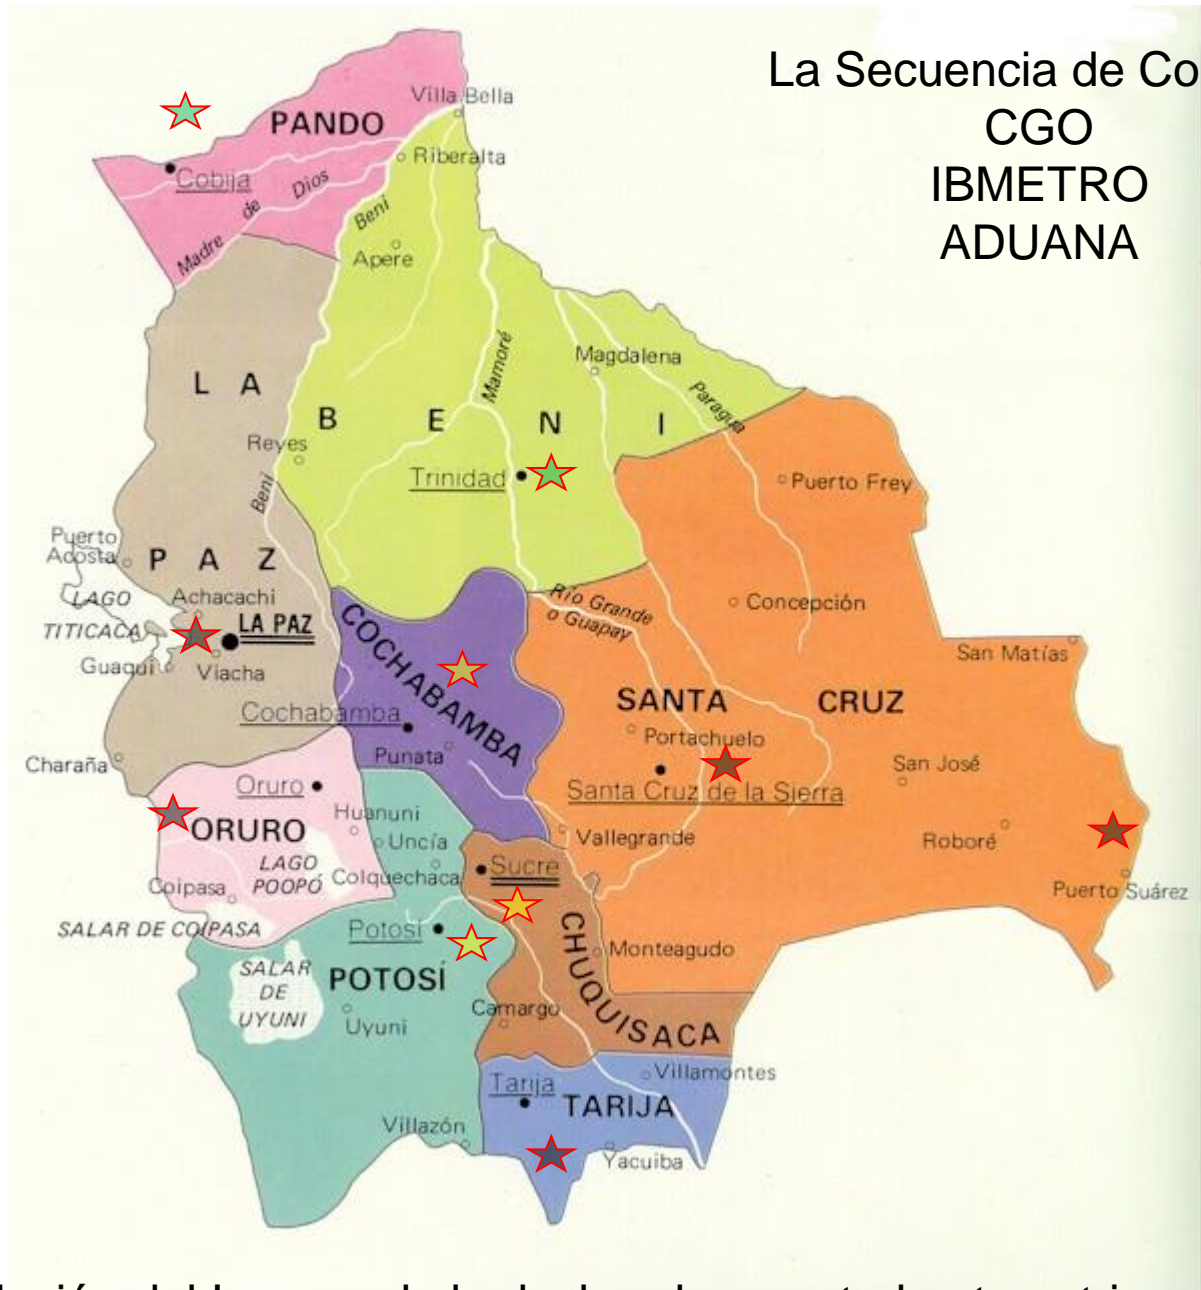 La Secuencia de Co
CGO
IBMETRO
ADUANA
Villa Bella
PANDO
Riberalta
Cobija
Madre de Dios
Beni
Apere
L A
P A Z
Magdalena
Mamoré
Paragua
B E N I
Reyes
Trinidad
Puerto Frey
Beni
Puerto
Acosta
LAGO
TITICACA
Achacachi
LA PAZ
Guaqui
Viacha
Río Grande
o Guapay
Concepción
San Matías
COCHABAMBA
SANTA CRUZ
Cochabamba
Punata
Portachuelo
San José
Charaña
Oruro
Santa Cruz de la Sierra
Huanuni
ORURO
Uncía
Vallegrande
Roboré
LAGO
POOPÓ
Colquechaca
Sucre
Coipasa
Puerto Suárez
SALAR DE COIPASA
Potosí
CHUQUISACA
Monteagudo
SALAR
DE
UYUNI
POTOSÍ
Camargo
Uyuni
Villamontes
Tarija
TARIJA
Villazón
Yacuiba